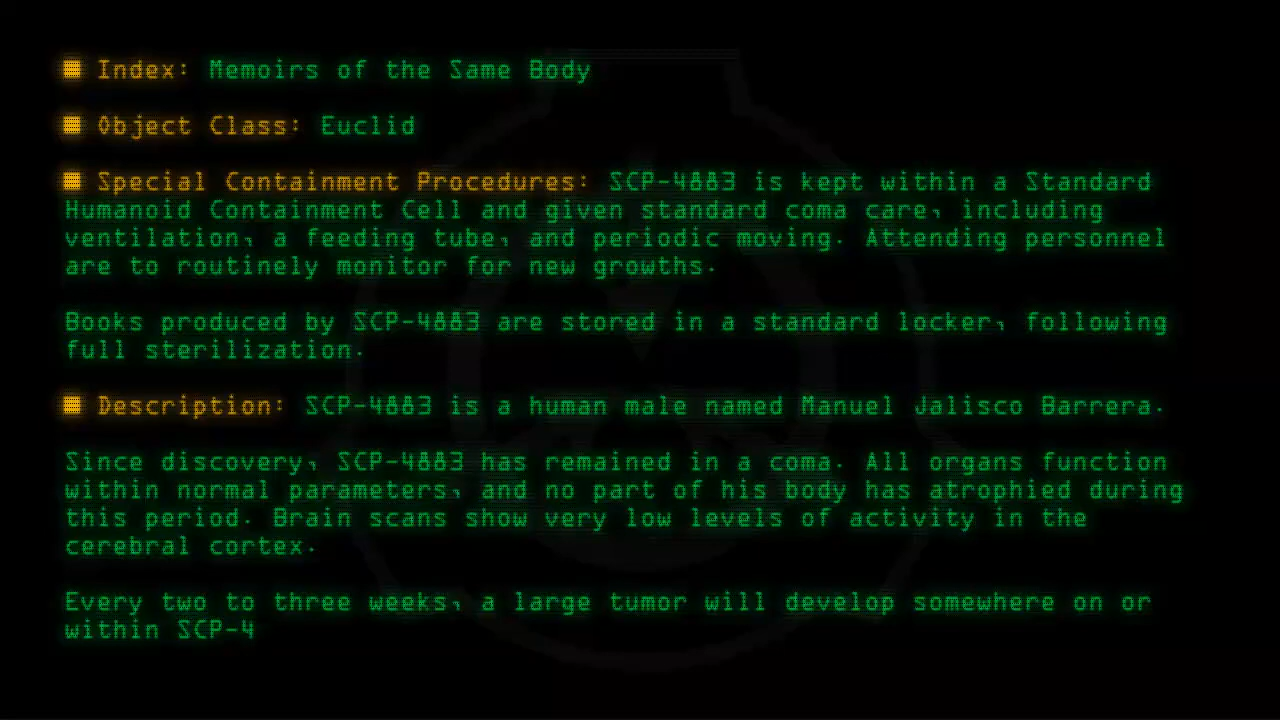 ■ Index: Memoirs of the Same Body
■ Object Class: Euclid
■ Special Containment Procedures: SCP-4883 is kept within a Standard
Humanoid Containment Cell and given standard coma care, including
ventilation, a feeding tube, and periodic moving. Attending personnel
are to routinely monitor for new growths.
Books produced by SCP-4883 are stored in a standard locker, following
full sterilization.
■ Description: SCP-4883 is a human male named Manuel Jalisco Barrera.
Since discovery, SCP-4883 has remained in a coma. All organs function
within normal parameters, and no part of his body has atrophied during
this period. Brain scans show very low levels of activity in the
cerebral cortex.
Every two to three weeks, a large tumor will develop somewhere on or
within SCP-4